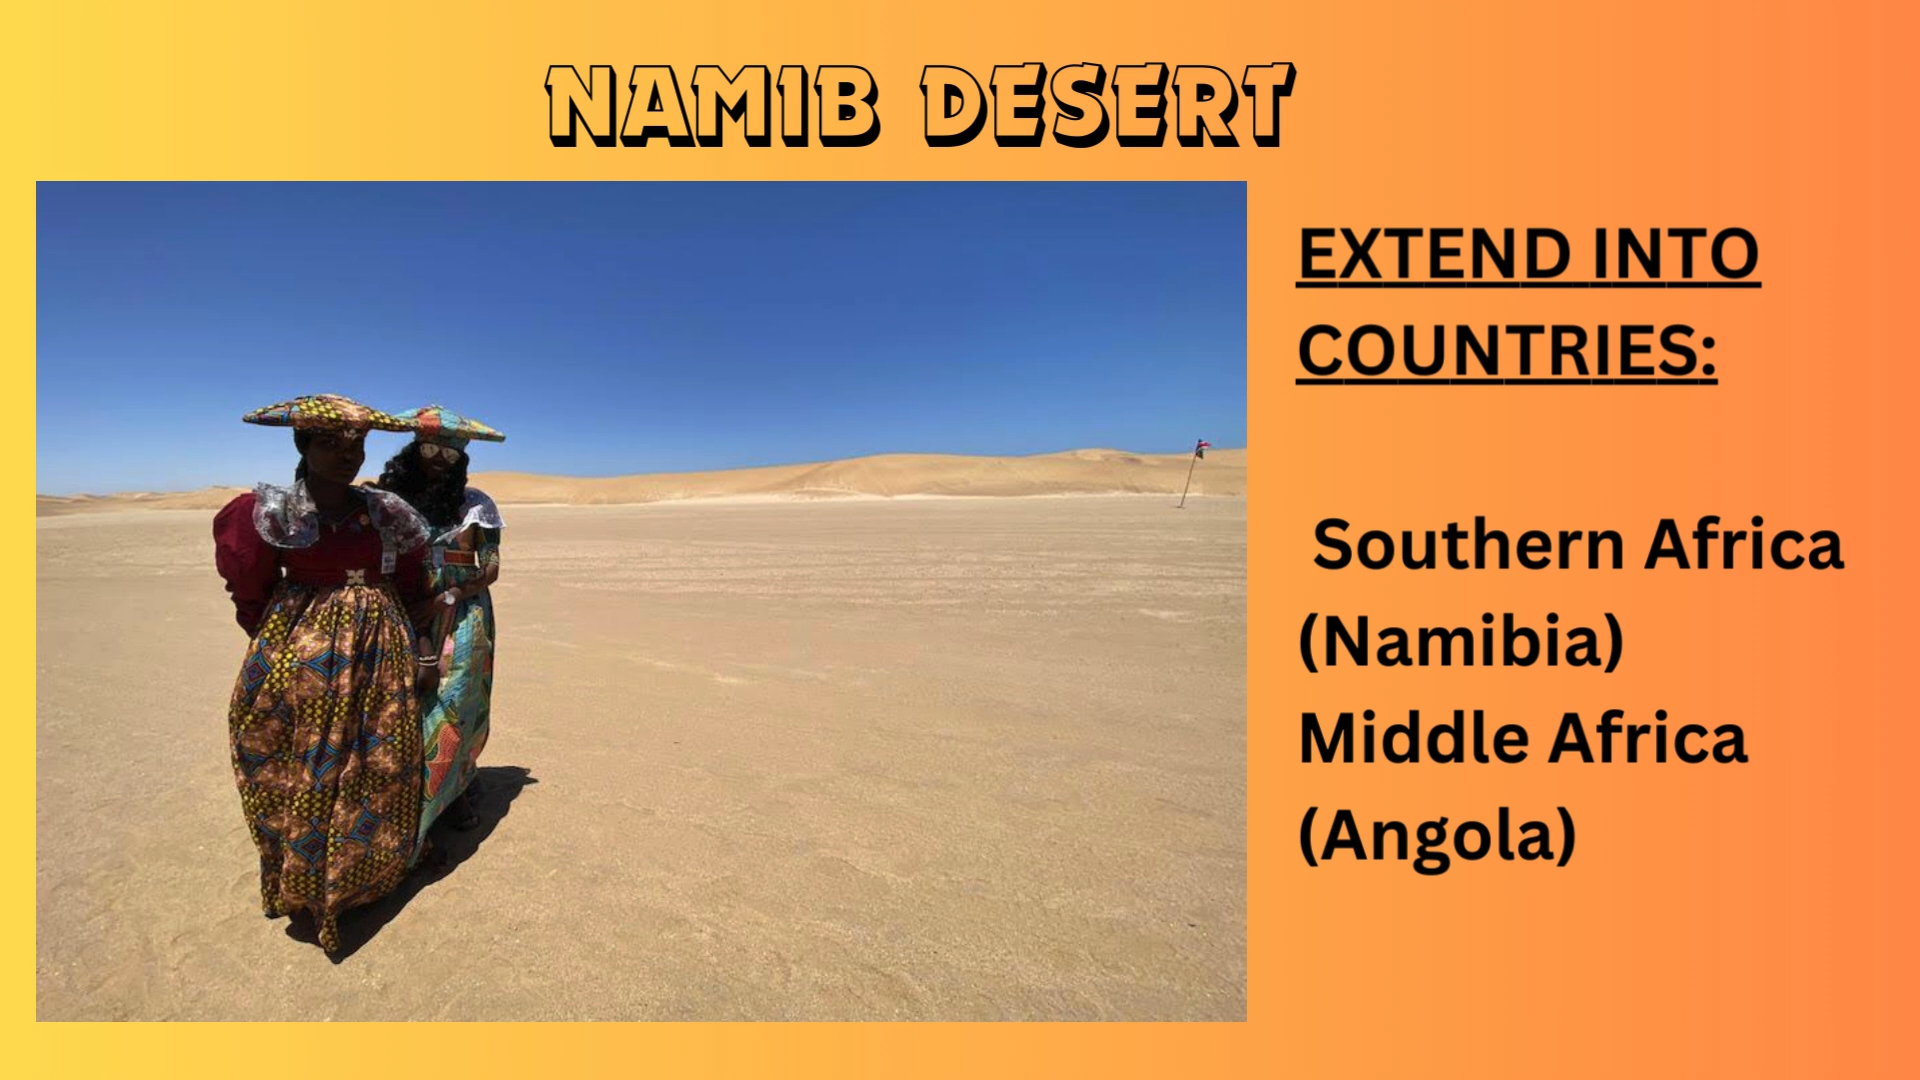 NAMIB DESERT
EXTEND INTO
COUNTRIES:
Southern Africa
(Namibia)
Middle Africa
(Angola)